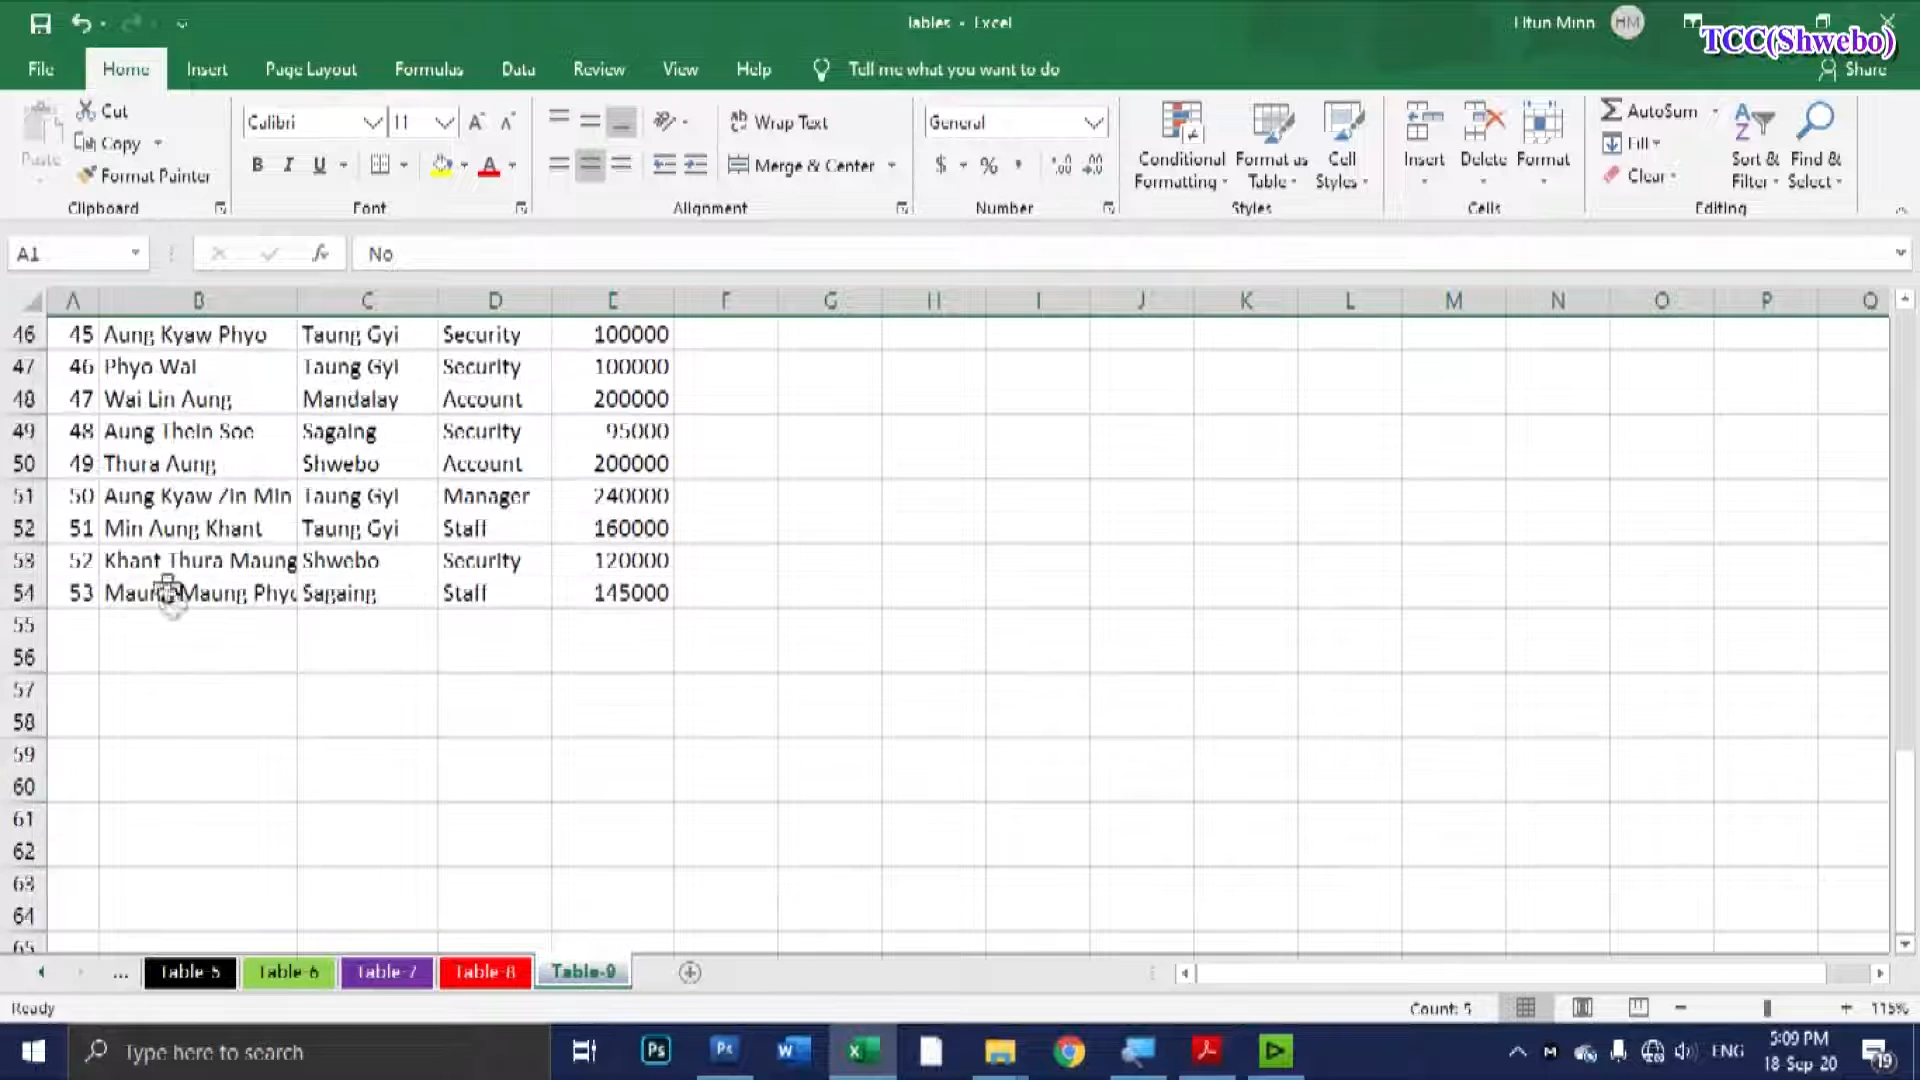 Tables - Excel
Htun Minn
HM
TCC(Shwebo)
File Home Insert Page Layout Formulas Data Review View Help Tell me what you want to do Share
Paste
Cut
Copy
Format Painter
Clipboard
Calibri 11
B I U
Font
Wrap Text
Merge & Center
Alignment
General
$ % ,
Number
Conditional Formatting
Format as Table
Cell Styles
Styles
Insert Delete Format
Cells
AutoSum
Fill
Clear
Sort & Filter
Find & Select
Editing
A1 fx No
A B C D E F G H I J K L M N O P Q
46 45 Aung Kyaw Phyo Taung Gyi Security 100000
47 46 Phyo Wai Taung Gyi Security 100000
48 47 Wai Lin Aung Mandalay Account 200000
49 48 Aung Thein Soe Sagaing Security 95000
50 49 Thura Aung Shwebo Account 200000
51 50 Aung Kyaw Zin Min Taung Gyi Manager 240000
52 51 Min Aung Khant Taung Gyi Staff 160000
53 52 Khant Thura Maung Shwebo Security 120000
54 53 Maung Maung Phyo Sagaing Staff 145000
55
56
57
58
59
60
61
62
63
64
65
... Table-5 Table-6 Table-7 Table-8 Table-9
Ready Count: 5 115%
Type here to search
Ps
W
X
ENG
5:09 PM
18-Sep-20
19